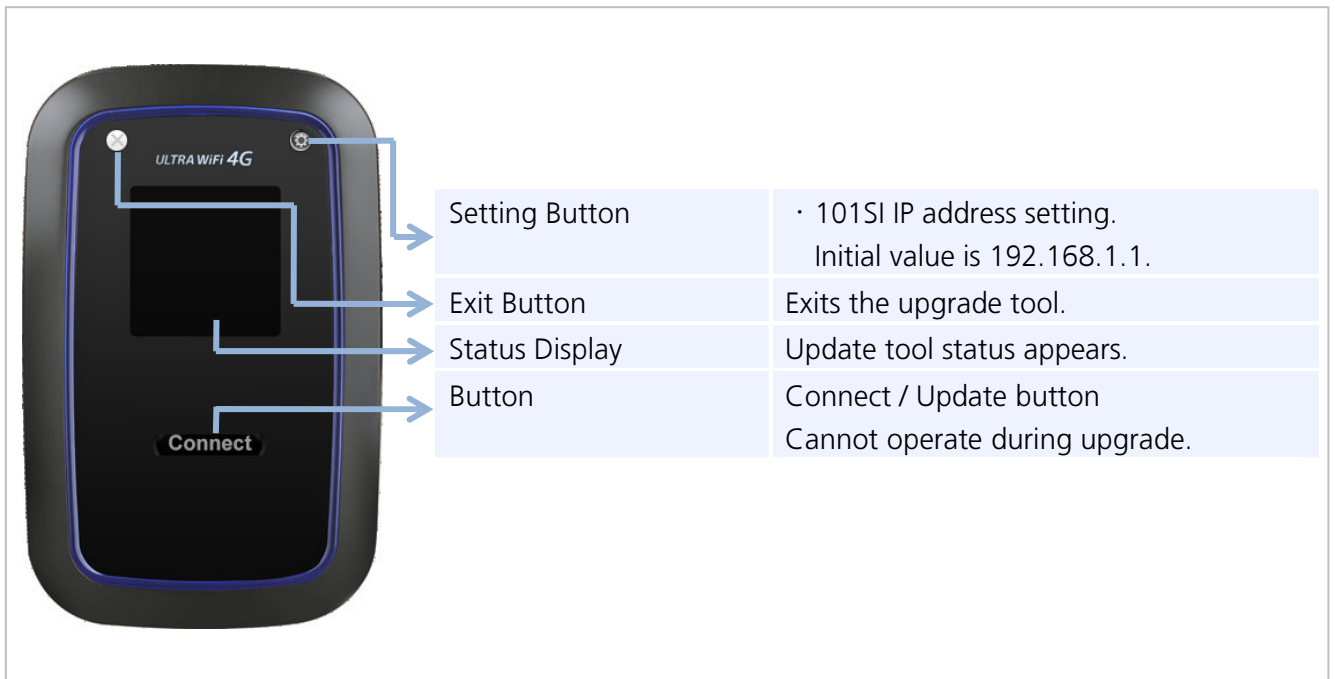 ULTRA WiFi 4G
Connect
Setting Button
・101SI IP address setting.
Initial value is 192.168.1.1.
Exit Button
Exits the upgrade tool.
Status Display
Update tool status appears.
Button
Connect / Update button
Cannot operate during upgrade.